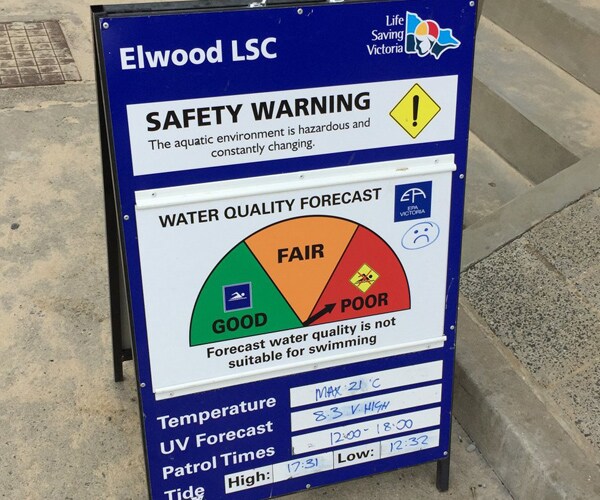 Elwood LSC
Life
Saving
Victoria
SAFETY WARNING
The aquatic environment is hazardous and
constantly changing.
!
WATER QUALITY FORECAST
EPA
VICTORIA
GOOD
FAIR
POOR
Forecast water quality is not
suitable for swimming
Temperature MAX 21°C
UV Forecast 8.3 V HIGH
Patrol Times 12:00 - 18:00
Tide High: 17:31 Low: 12:32